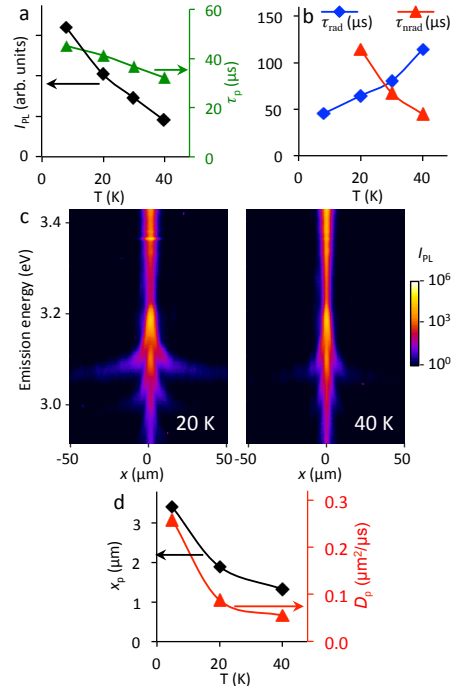 a
I_PL (arb. units)
0
0
20
40
T (K)
60
40
20
0
τ_p (µs)
b
τ_rad (µs)
τ_nrad (µs)
150
100
50
0
0
20
40
T (K)
c
Emission energy (eV)
3.4
3.2
3.0
20 K
40 K
-50
0
50
x (µm)
-50
0
50
x (µm)
I_PL
10^6
10^3
10^0
d
x_p (µm)
3
2
1
0
0
20
40
T (K)
0.3
0.2
0.1
0.0
D_p (µm²/µs)